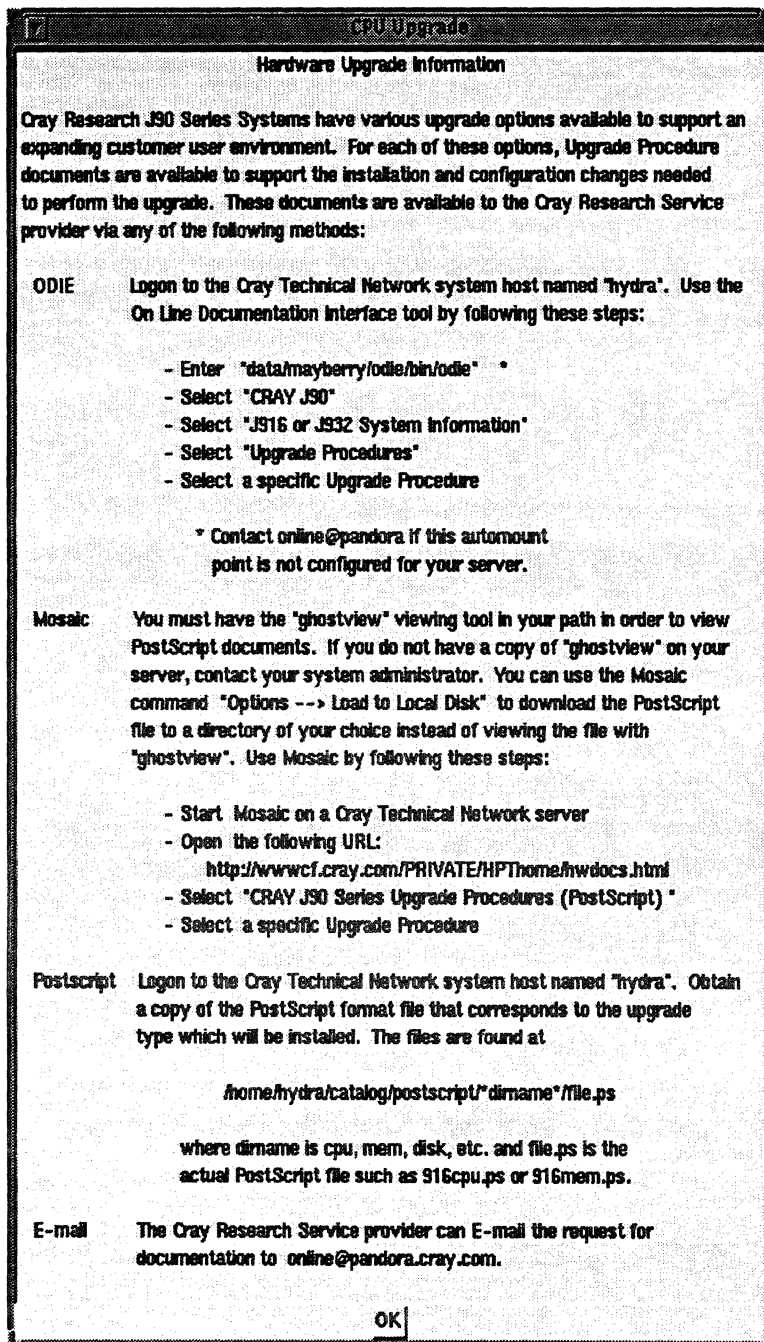 CPU Upgrade
Hardware Upgrade Information
Cray Research J90 Series Systems have various upgrade options available to support an
expanding customer user environment. For each of these options, Upgrade Procedure
documents are available to support the installation and configuration changes needed
to perform the upgrade. These documents are available to the Cray Research Service
provider via any of the following methods:
ODIE Logon to the Cray Technical Network system host named "hydra". Use the
On Line Documentation Interface tool by following these steps:
- Enter "data/mayberry/odie/bin/odie" *
- Select "CRAY J90"
- Select "J916 or J932 System Information"
- Select "Upgrade Procedures"
- Select a specific Upgrade Procedure
* Contact online@pandora if this automount
point is not configured for your server.
Mosaic You must have the "ghostview" viewing tool in your path in order to view
PostScript documents. If you do not have a copy of "ghostview" on your
server, contact your system administrator. You can use the Mosaic
command "Options --> Load to Local Disk" to download the PostScript
file to a directory of your choice instead of viewing the file with
"ghostview". Use Mosaic by following these steps:
- Start Mosaic on a Cray Technical Network server
- Open the following URL:
http://wwwcf.cray.com/PRIVATE/HPThome/hwdocs.html
- Select "CRAY J90 Series Upgrade Procedures (PostScript) "
- Select a specific Upgrade Procedure
Postscript Logon to the Cray Technical Network system host named "hydra". Obtain
a copy of the PostScript format file that corresponds to the upgrade
type which will be installed. The files are found at
/home/hydra/catalog/postscript/*dirname*/file.ps
where dirname is cpu, mem, disk, etc. and file.ps is the
actual PostScript file such as 916cpu.ps or 916mem.ps.
E-mail The Cray Research Service provider can E-mail the request for
documentation to online@pandora.cray.com.
OK